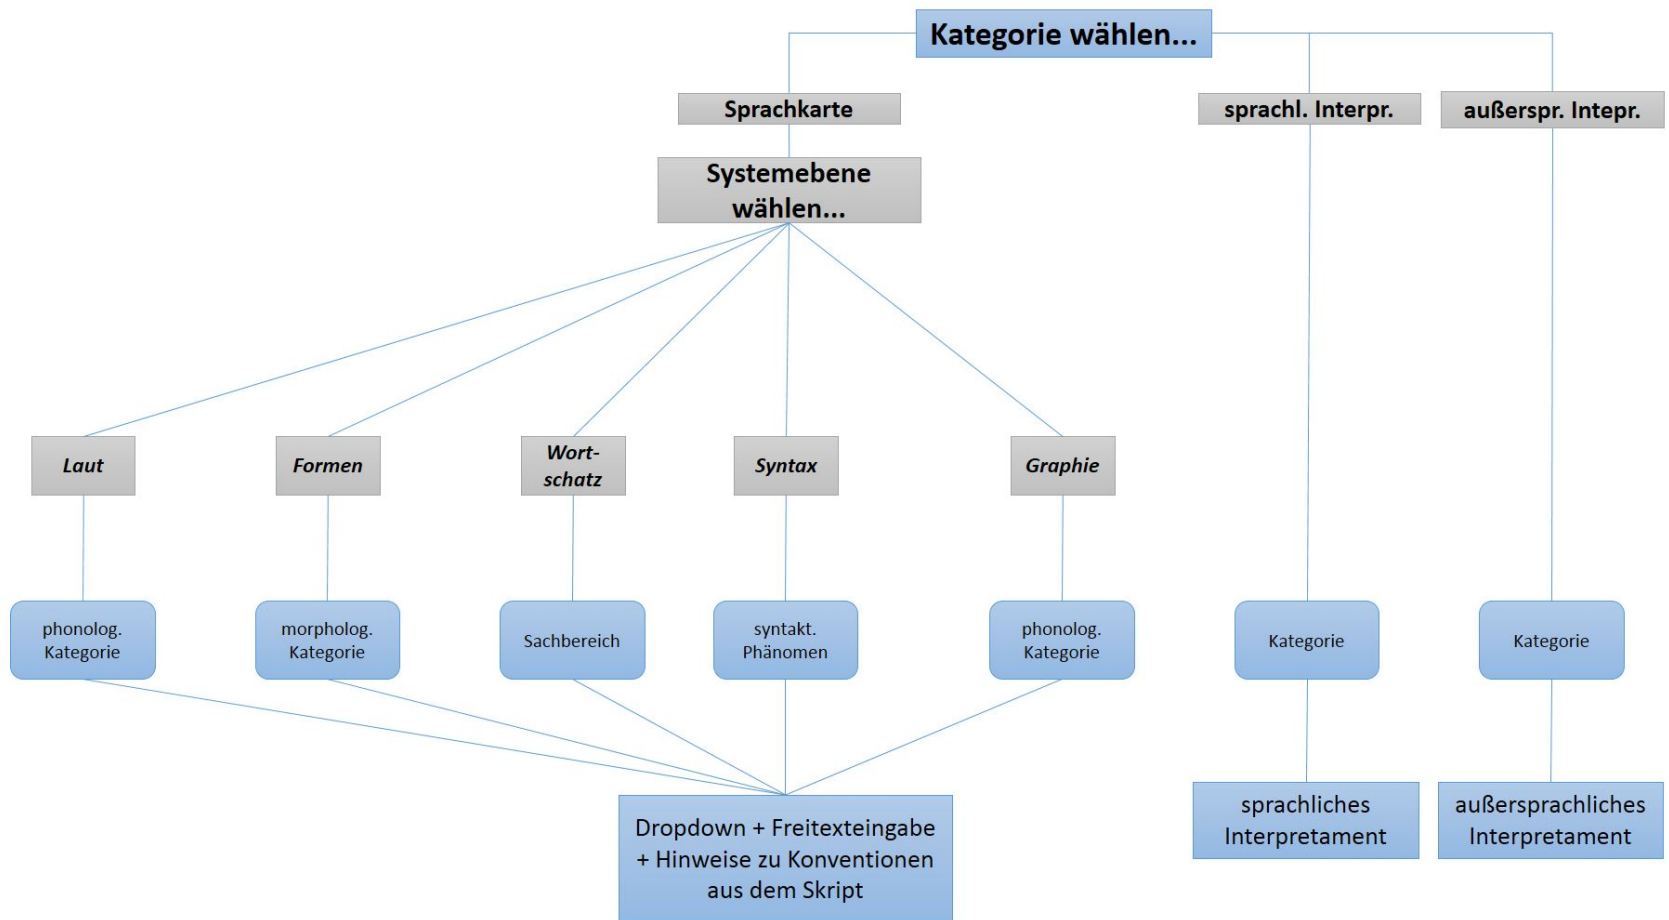 Kategorie wählen...
Sprachkarte
sprachl. Interpr.
außerspr. Intepr.
Systemebene
wählen...
Laut
Formen
Wort-
schatz
Syntax
Graphie
phonolog.
Kategorie
morpholog.
Kategorie
Sachbereich
syntakt.
Phänomen
phonolog.
Kategorie
Kategorie
Kategorie
Dropdown + Freitexteingabe
+ Hinweise zu Konventionen
aus dem Skript
sprachliches
Interpretament
außersprachliches
Interpretament